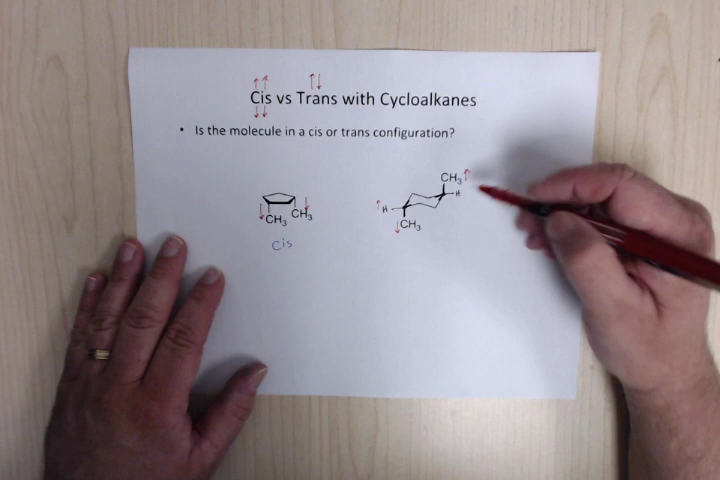 Cis vs Trans with Cycloalkanes
• Is the molecule in a cis or trans configuration?
CH₃
CH₃
cis
CH₃
H
H
CH₃